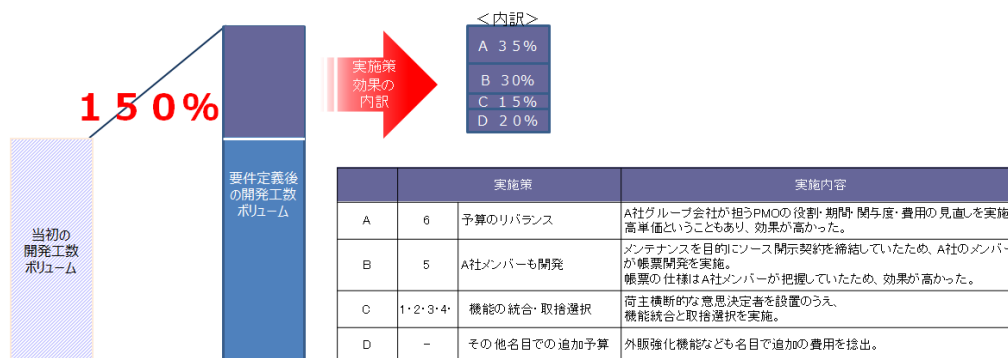 <内訳>
A 35%
B 30%
C 15%
D 20%
実施策
効果の
内訳
150%
要件定義後
の開発工数
ボリューム
当初の
開発工数
ボリューム
実施策 実施内容
A 6 予算のリバランス A社グループ会社が担うPMOの役割・期間・関与度・費用の見直しを実施
高単価ということもあり、効果が高かった。
B 5 A社メンバーも開発 メンテナンスを目的にソース開示契約を締結していたため、A社のメンバー
が帳票開発を実施。
帳票の仕様はA社メンバーが把握していたため、効果が高かった。
C 1・2・3・4・ 機能の統合・取捨選択 荷主横断的な意思決定者を設置のうえ、
機能統合と取捨選択を実施。
D － その他名目での追加予算 外販強化機能なども名目で追加の費用を捻出。